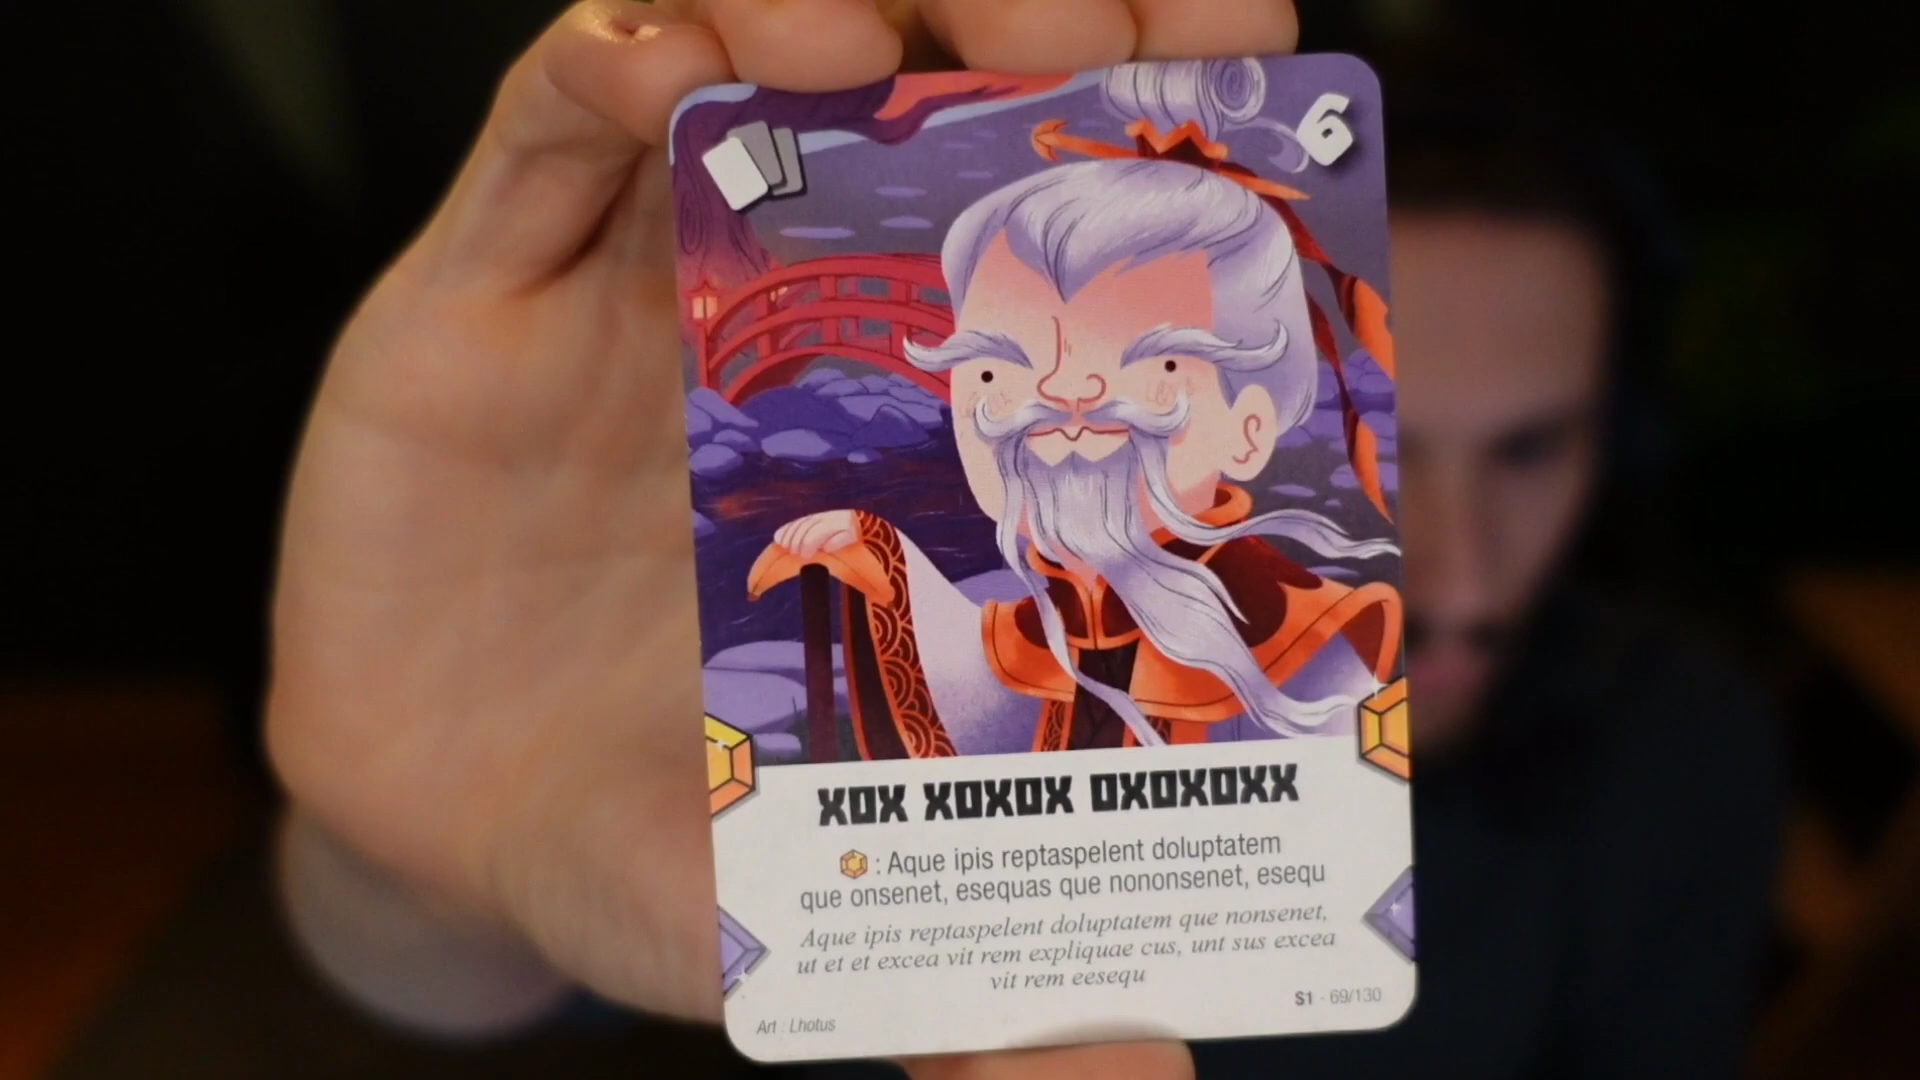 6
XOX XOXOX OXOXOXX
: Aque ipis reptaspelent doluptatem
que onsenet, esequas que nononsenet, esequ
Aque ipis reptaspelent doluptatem que nonsenet,
ut et et excea vit rem expliquae cus, unt sus excea
vit rem eesequ
S1 · 69/130
Art : Lhotus